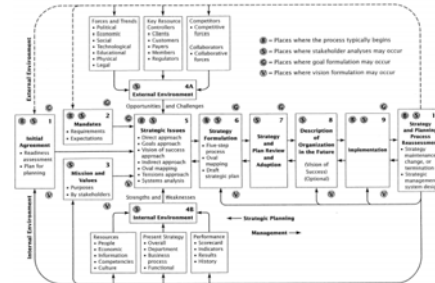 Forces and Trends
• Political
• Economic
• Social
• Technological
• Educational
• Physical
• Legal
Key Resource
Controllers
• Clients
• Customers
• Payers
• Members
• Regulators
Competitors
• Competitive
forces
Collaborators
• Collaborative
forces
B = Places where the process typically begins
S = Places where stakeholder analyses may occur
G = Places where goal formulation may occur
V = Places where vision formulation may occur
External Environment
S 4A
External Environment
Opportunities and Challenges
B S 1
Initial
Agreement
• Readiness
assessment
• Plan for
planning
B S 2
Mandates
• Requirements
• Expectations
S 3
Mission and
Values
• Purposes
• By stakeholders
B S 5
Strategic Issues
• Direct approach
• Goals approach
• Vision of success
approach
• Indirect approach
• Oval mapping
• Tensions approach
• Systems analysis
B S 6
Strategy
Formulation
• Five-step
process
• Oval
mapping
• Draft
strategic plan
S 7
Strategy
and
Plan Review
and
Adoption
S 8
Description
of
Organization
in the
Future
(Vision of
Success)
(Optional)
B S 9
Implementation
B S
Strategy
and Planning
Process
Reassessment
• Strategy
maintenance,
change, or
termination
• Strategic
management
system design
Strengths and Weaknesses
S 4B
Internal Environment
Internal Environment
Strategic Planning
Management
Resources
• People
• Economic
• Information
• Competencies
• Culture
Present Strategy
• Overall
• Department
• Business
process
• Functional
Performance
• Scorecard
• Indicators
• Results
• History